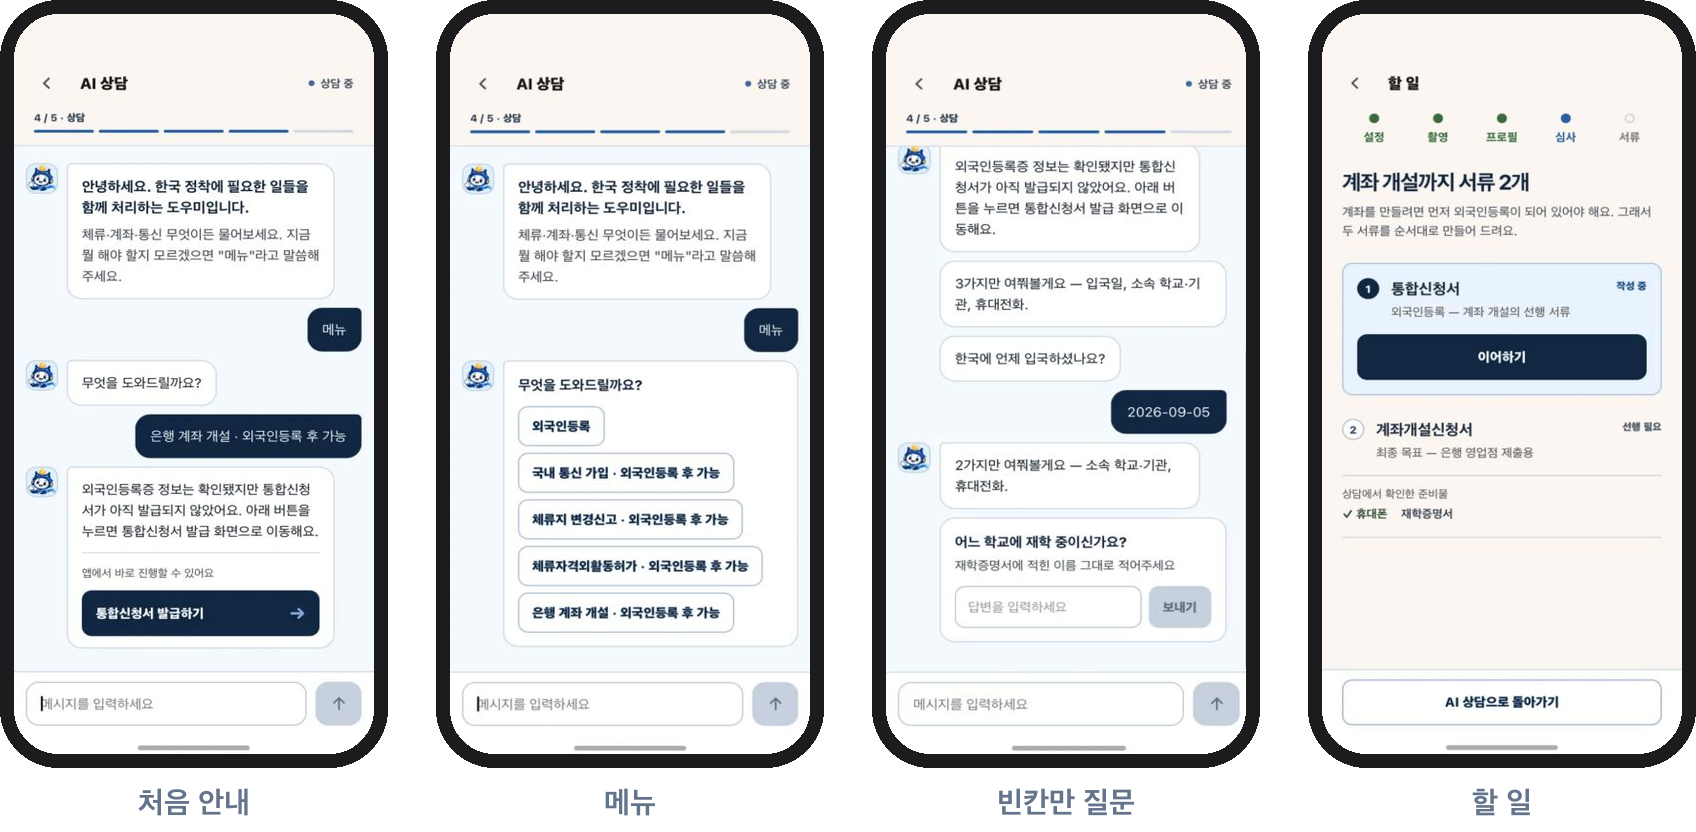 AI 상담
상담 중
4 / 5 · 상담
안녕하세요. 한국 정착에 필요한 일들을
함께 처리하는 도우미입니다.
체류·계좌·통신 무엇이든 물어보세요. 지금
뭘 해야 할지 모르겠으면 "메뉴"라고 말씀해
주세요.
메뉴
무엇을 도와드릴까요?
은행 계좌 개설 · 외국인등록 후 가능
외국인등록증 정보는 확인됐지만 통합신청
서가 아직 발급되지 않았어요. 아래 버튼을
누르면 통합신청서 발급 화면으로 이동해요.
앱에서 바로 진행할 수 있어요
통합신청서 발급하기
메시지를 입력하세요
처음 안내
AI 상담
상담 중
4 / 5 · 상담
안녕하세요. 한국 정착에 필요한 일들을
함께 처리하는 도우미입니다.
체류·계좌·통신 무엇이든 물어보세요. 지금
뭘 해야 할지 모르겠으면 "메뉴"라고 말씀해
주세요.
메뉴
무엇을 도와드릴까요?
외국인등록
국내 통신 가입 · 외국인등록 후 가능
체류지 변경신고 · 외국인등록 후 가능
체류자격외활동허가 · 외국인등록 후 가능
은행 계좌 개설 · 외국인등록 후 가능
메시지를 입력하세요
메뉴
AI 상담
상담 중
4 / 5 · 상담
외국인등록증 정보는 확인됐지만 통합신
청서가 아직 발급되지 않았어요. 아래 버
튼을 누르면 통합신청서 발급 화면으로 이
동해요.
3가지만 여쭤볼게요 — 입국일, 소속 학교·기
관, 휴대전화.
한국에 언제 입국하셨나요?
2026-09-05
2가지만 여쭤볼게요 — 소속 학교·기관,
휴대전화.
어느 학교에 재학 중이신가요?
재학증명서에 적힌 이름 그대로 적어주세요
답변을 입력하세요
보내기
메시지를 입력하세요
빈칸만 질문
할 일
설정
촬영
프로필
심사
서류
계좌 개설까지 서류 2개
계좌를 만들려면 먼저 외국인등록이 되어 있어야 해요. 그래서
두 서류를 순서대로 만들어 드려요.
1 통합신청서
작성 중
외국인등록 — 계좌 개설의 선행 서류
이어하기
2 계좌개설신청서
선행 필요
최종 목표 — 은행 영업점 제출용
상담에서 확인한 준비물
휴대폰 재학증명서
AI 상담으로 돌아가기
할 일